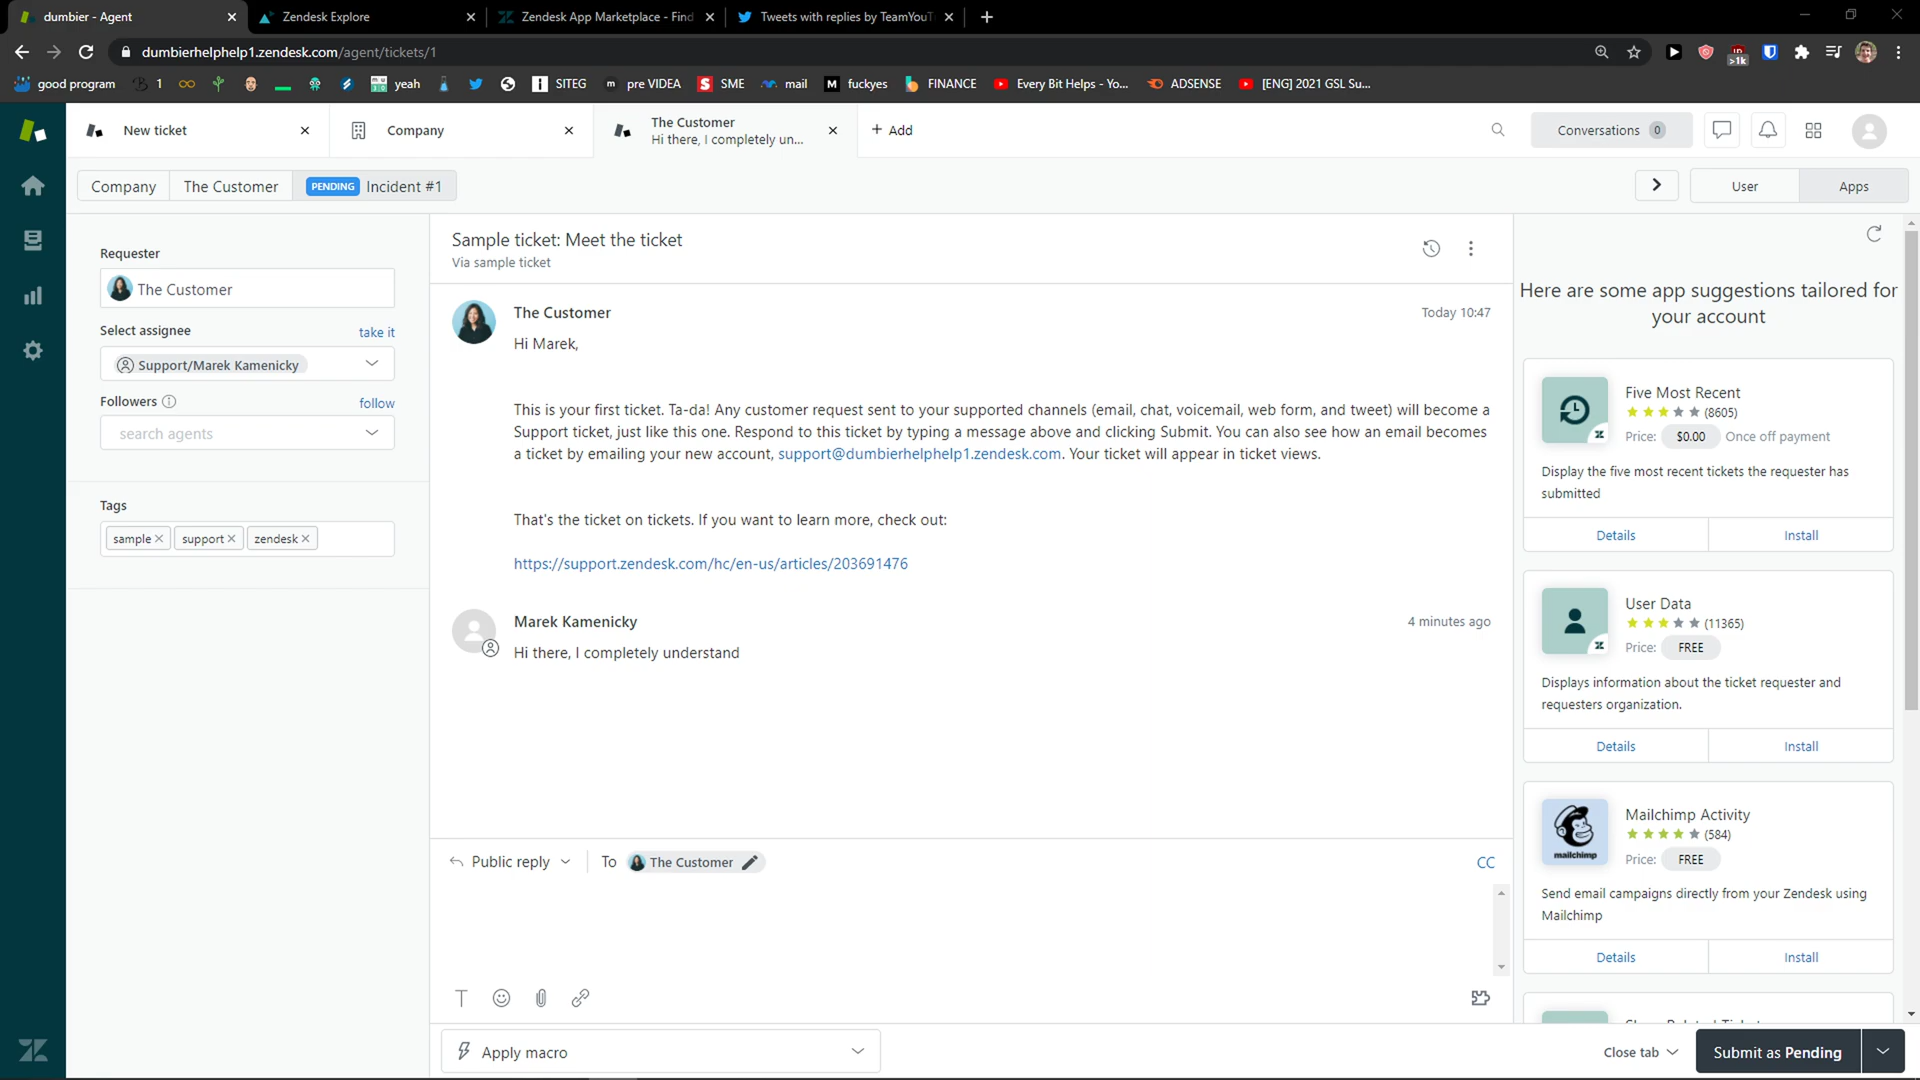 dumbier - Agent
Zendesk Explore
Zendesk App Marketplace - Find
Tweets with replies by TeamYouT
dumbierhelphelp1.zendesk.com/agent/tickets/1
>1k
good program
1
yeah
SITEG
pre VIDEA
SME
mail
fuckyes
FINANCE
Every Bit Helps - Yo...
ADSENSE
[ENG] 2021 GSL Su...
New ticket
Company
The Customer
Hi there, I completely un...
+ Add
Conversations 0
Company
The Customer
PENDING Incident #1
User
Apps
Requester
The Customer
Select assignee
take it
Support/Marek Kamenicky
Followers
follow
search agents
Tags
sample
support
zendesk
Sample ticket: Meet the ticket
Via sample ticket
The Customer
Today 10:47
Hi Marek,
This is your first ticket. Ta-da! Any customer request sent to your supported channels (email, chat, voicemail, web form, and tweet) will become a
Support ticket, just like this one. Respond to this ticket by typing a message above and clicking Submit. You can also see how an email becomes
a ticket by emailing your new account, support@dumbierhelphelp1.zendesk.com. Your ticket will appear in ticket views.
That's the ticket on tickets. If you want to learn more, check out:
https://support.zendesk.com/hc/en-us/articles/203691476
Marek Kamenicky
4 minutes ago
Hi there, I completely understand
Public reply
To The Customer
CC
Apply macro
Close tab
Submit as Pending
Here are some app suggestions tailored for
your account
Five Most Recent
(8605)
Price: $0.00 Once off payment
Display the five most recent tickets the requester has
submitted
Details
Install
User Data
(11365)
Price: FREE
Displays information about the ticket requester and
requesters organization.
Details
Install
mailchimp
Mailchimp Activity
(584)
Price: FREE
Send email campaigns directly from your Zendesk using
Mailchimp
Details
Install